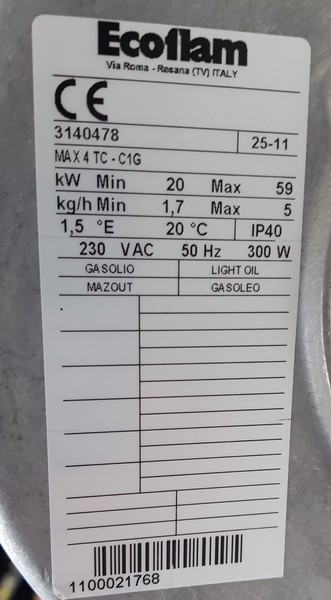 Ecoflam
Via Roma - Resana (TV) ITALY
CE
3140478 25-11
MAX 4 TC - C1G
kW Min 20 Max 59
kg/h Min 1,7 Max 5
1,5 °E 20 °C IP40
230 VAC 50 Hz 300 W
GASOLIO LIGHT OIL
MAZOUT GASOLEO
1100021768